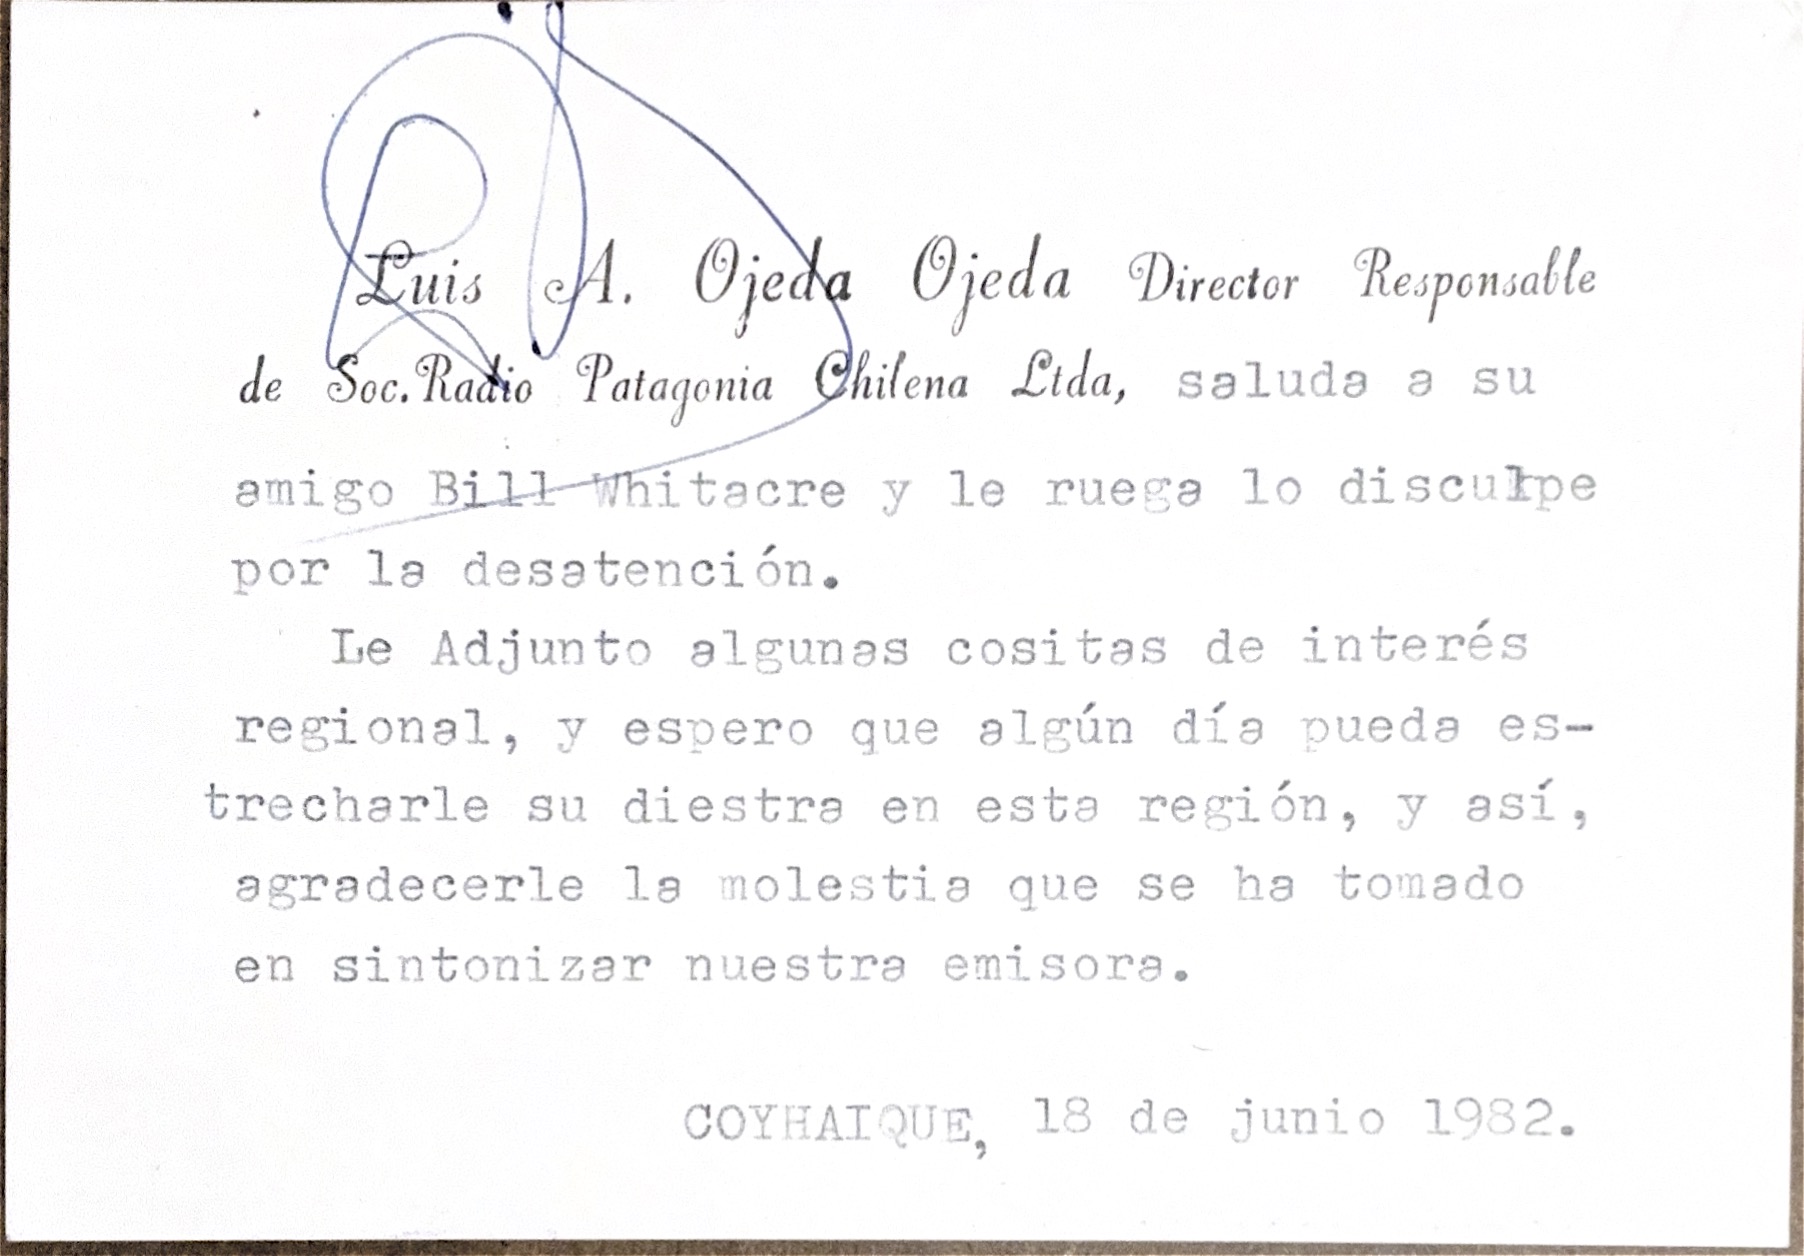 Luis A. Ojeda Ojeda Director Responsable
de Soc. Radio Patagonia Chilena Ltda, saluda a su
amigo Bill Whitacre y le ruega lo disculpe
por la desatención.
Le Adjunto algunas cositas de interés
regional, y espero que algún día pueda es-
trecharle su diestra en esta región, y así,
agradecerle la molestia que se ha tomado
en sintonizar nuestra emisora.
COYHAIQUE, 18 de junio 1982.